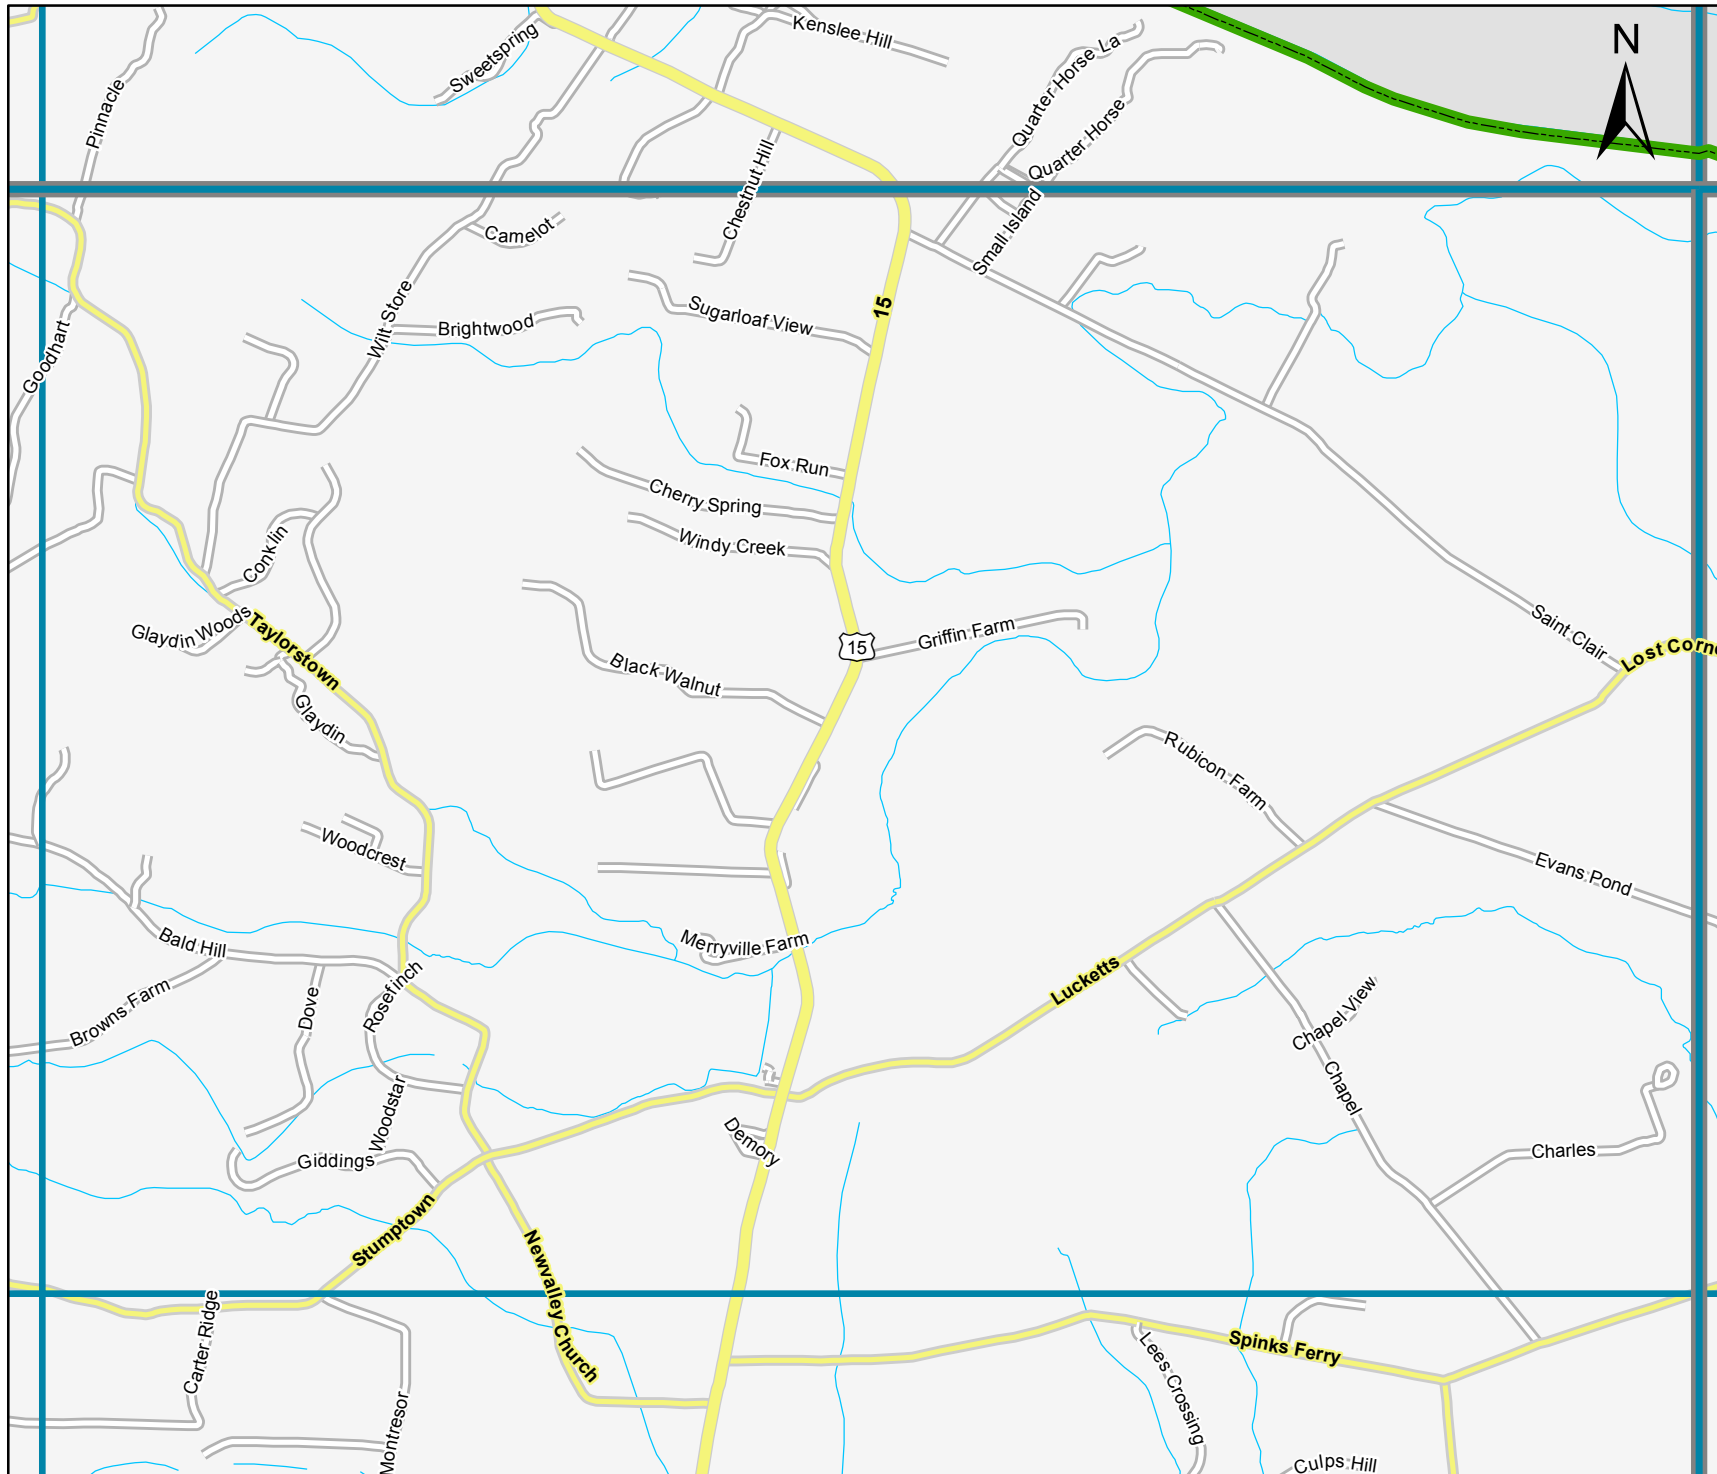 Kenslee Hill
Sweetspring
Quarter Horse La
N
Pinnacle
Quarter Horse
Chestnut Hill
Small Island
Camelot
15
Sugarloaf View
Brightwood
Wilt Store
Goodhart
Fox Run
Cherry Spring
Windy Creek
Conklin
Glaydin Woods
Taylorstown
15
Griffin Farm
Saint Clair
Lost Corne
Black Walnut
Glaydin
Rubicon Farm
Woodcrest
Evans Pond
Bald Hill
Merryville Farm
Lucketts
Rosefinch
Browns Farm
Dove
Chapel View
Chapel
Woodstar
Demory
Giddings
Charles
Stumptown
Newvalley Church
Carter Ridge
Spinks Ferry
Lees Crossing
Montresor
Culps Hill